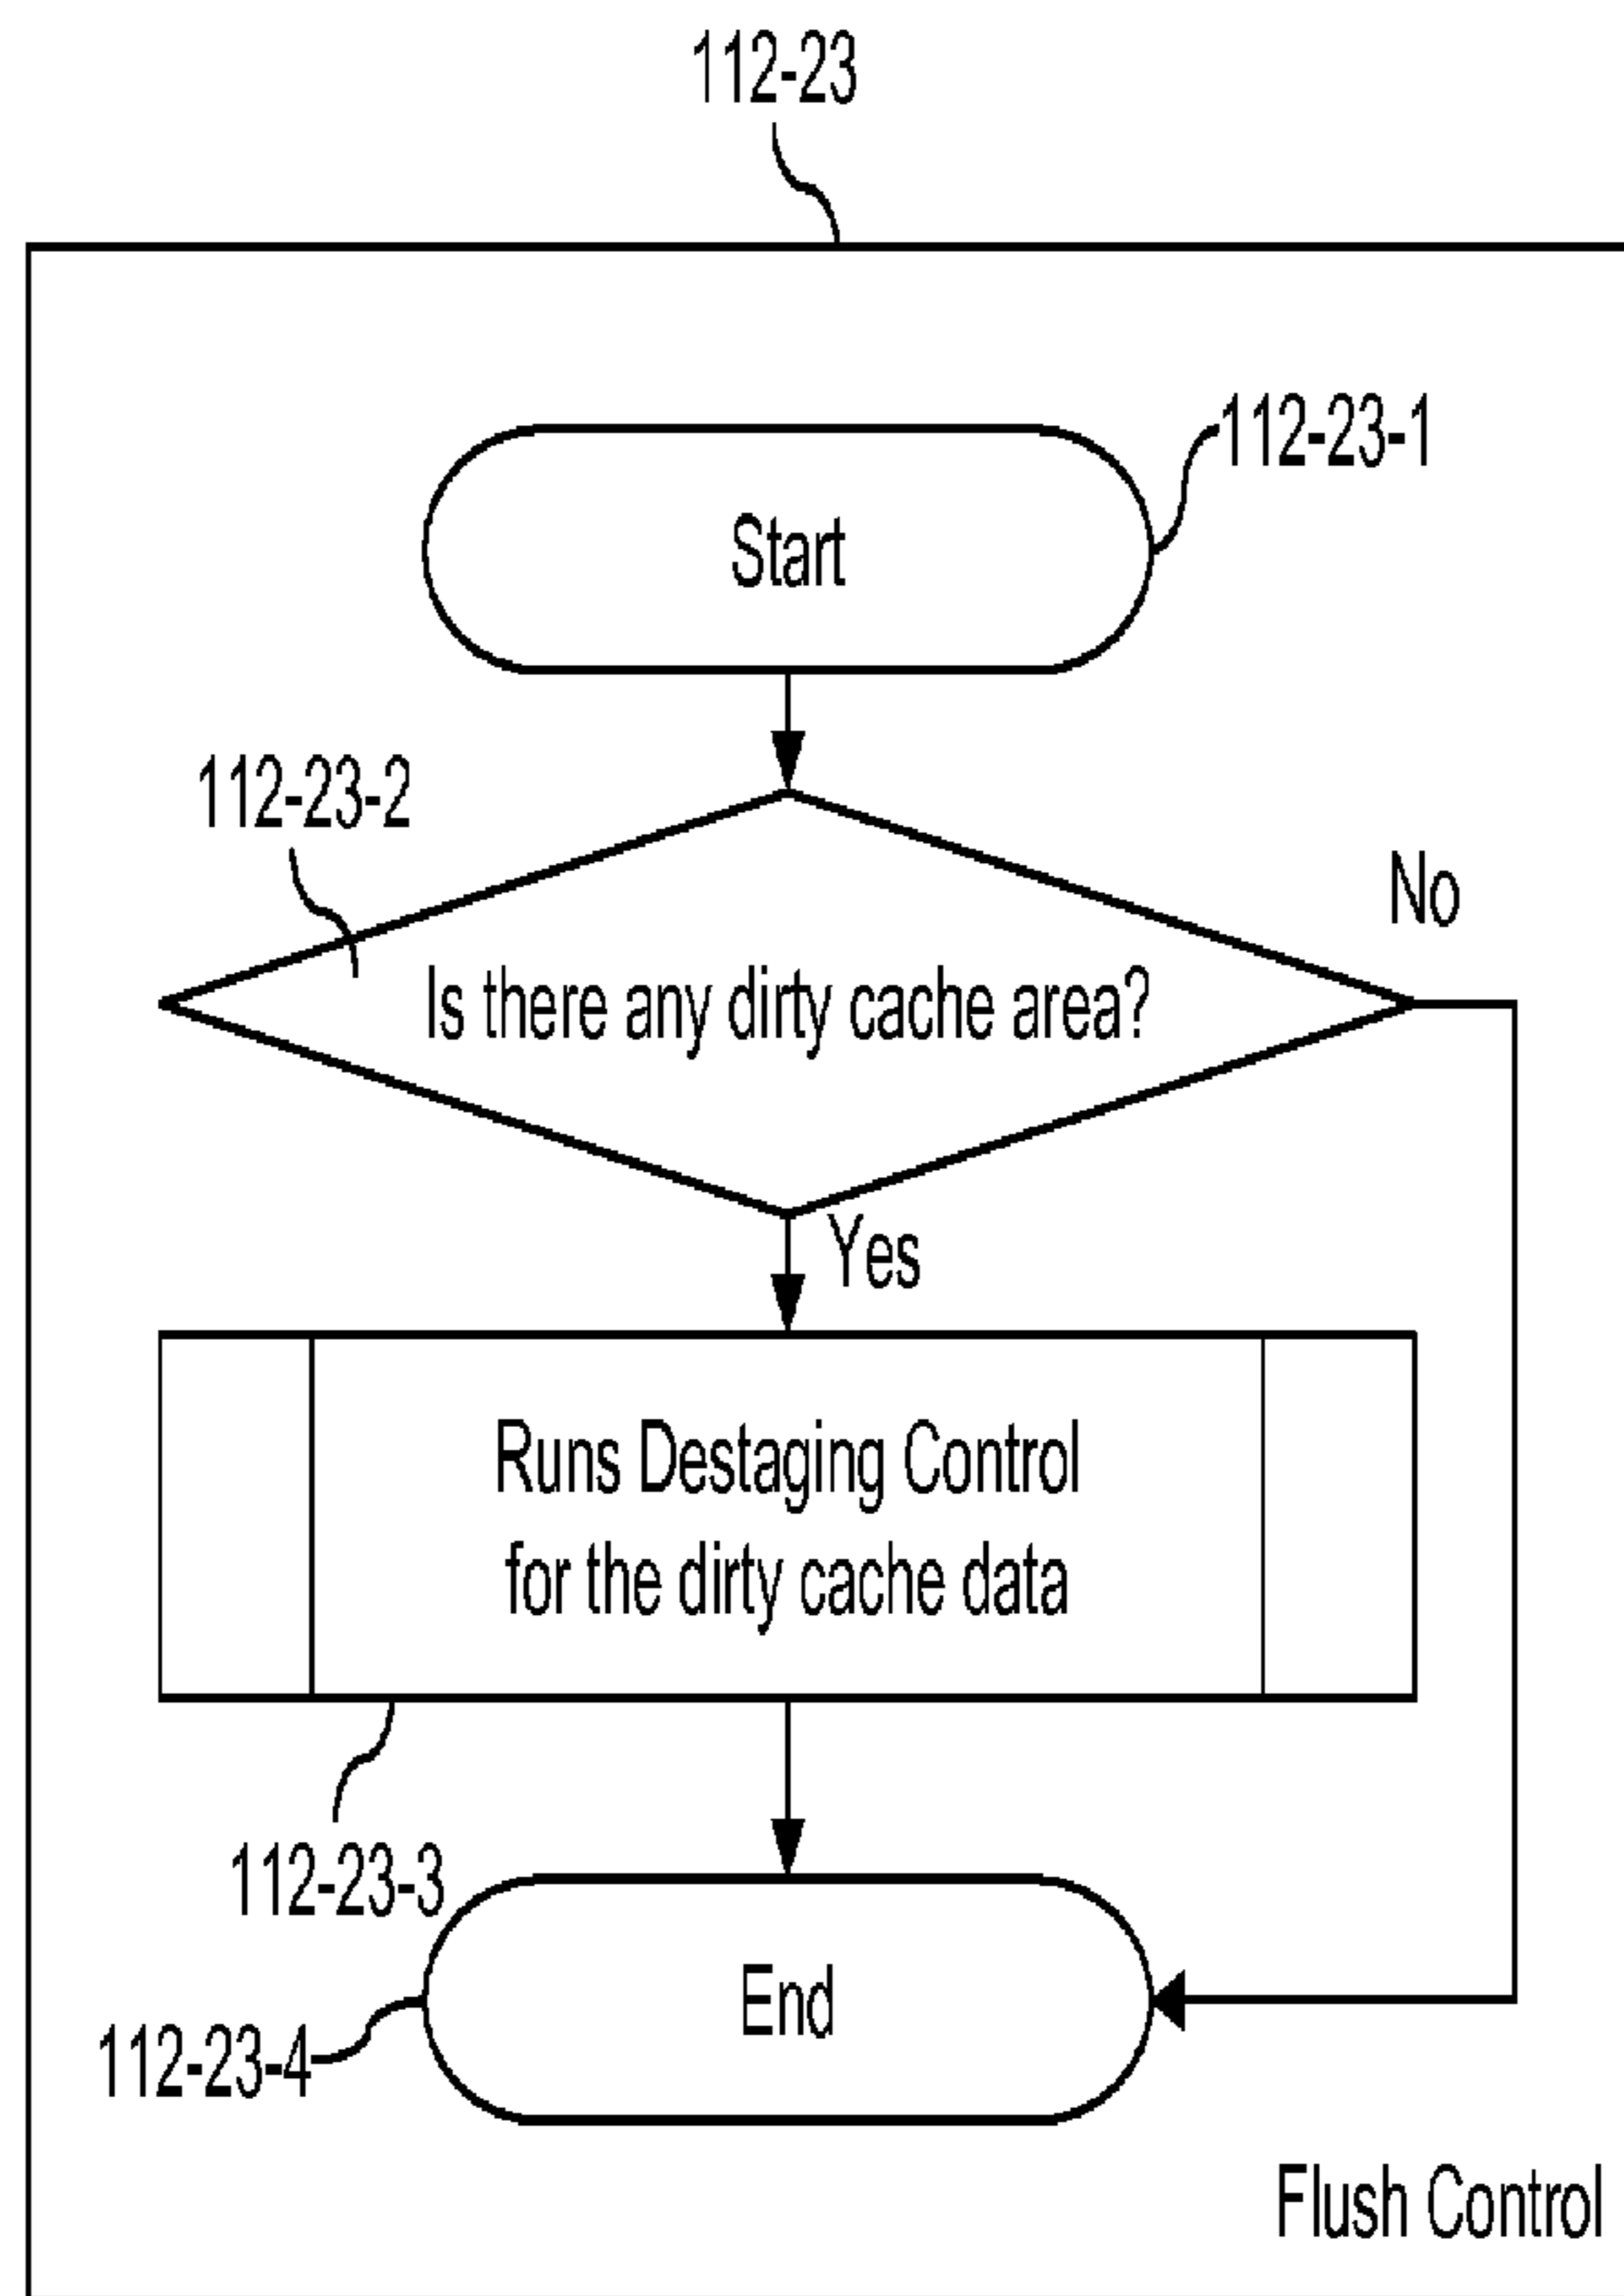 112-23
112-23-1
Start
112-23-2
No
Is there any dirty cache area?
Yes
Runs Destaging Control
for the dirty cache data
112-23-3
End
112-23-4
Flush Control